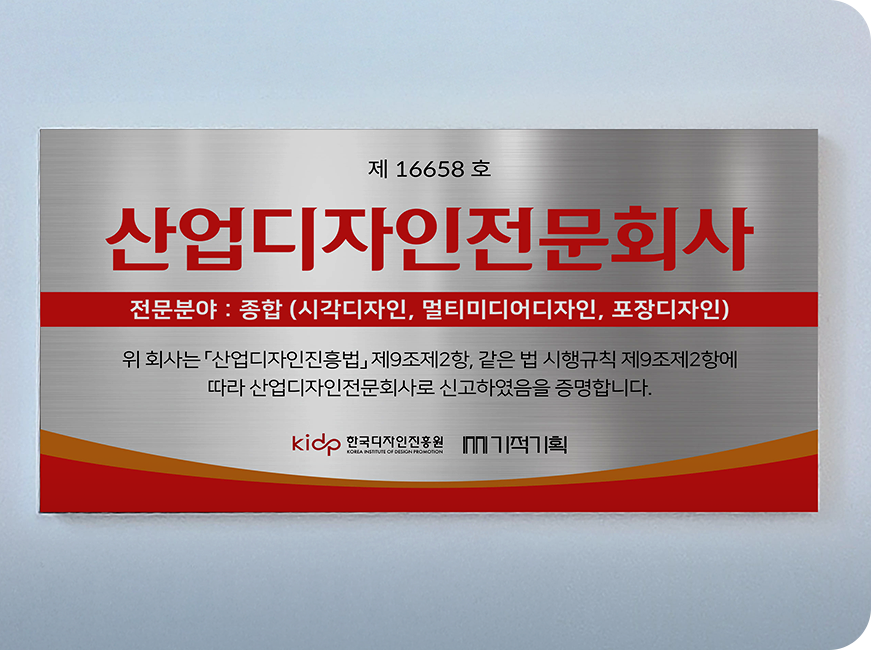 제 16658 호
산업디자인전문회사
전문분야 : 종합 (시각디자인, 멀티미디어디자인, 포장디자인)
위 회사는 「산업디자인진흥법」 제9조제2항, 같은 법 시행규칙 제9조제2항에
따라 산업디자인전문회사로 신고하였음을 증명합니다.
kidp 한국디자인진흥원 기적기획
KOREA INSTITUTE OF DESIGN PROMOTION